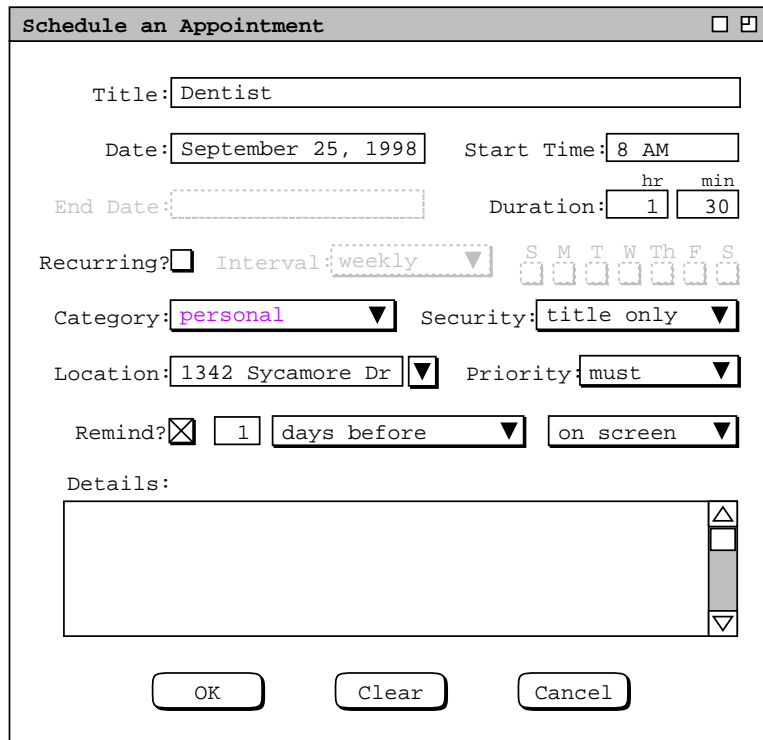 Schedule an Appointment
Title: Dentist
Date: September 25, 1998 Start Time: 8 AM
hr min
End Date: Duration: 1 30
Recurring? Interval: weekly S M T W Th F S
Category: personal Security: title only
Location: 1342 Sycamore Dr Priority: must
Remind? 1 days before on screen
Details:
OK Clear Cancel